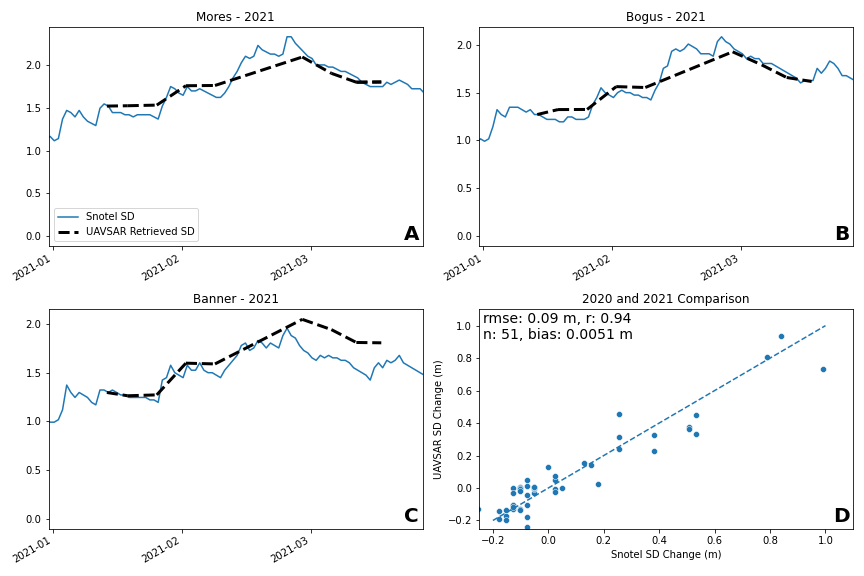 Mores - 2021
2.0
1.5
1.0
0.5
0.0
Snotel SD
UAVSAR Retrieved SD
A
2021-01
2021-02
2021-03
Bogus - 2021
2.0
1.5
1.0
0.5
0.0
B
2021-01
2021-02
2021-03
Banner - 2021
2.0
1.5
1.0
0.5
0.0
C
2021-01
2021-02
2021-03
2020 and 2021 Comparison
rmse: 0.09 m, r: 0.94
n: 51, bias: 0.0051 m
UAVSAR SD Change (m)
1.0
0.8
0.6
0.4
0.2
0.0
−0.2
D
−0.2 0.0 0.2 0.4 0.6 0.8 1.0
Snotel SD Change (m)